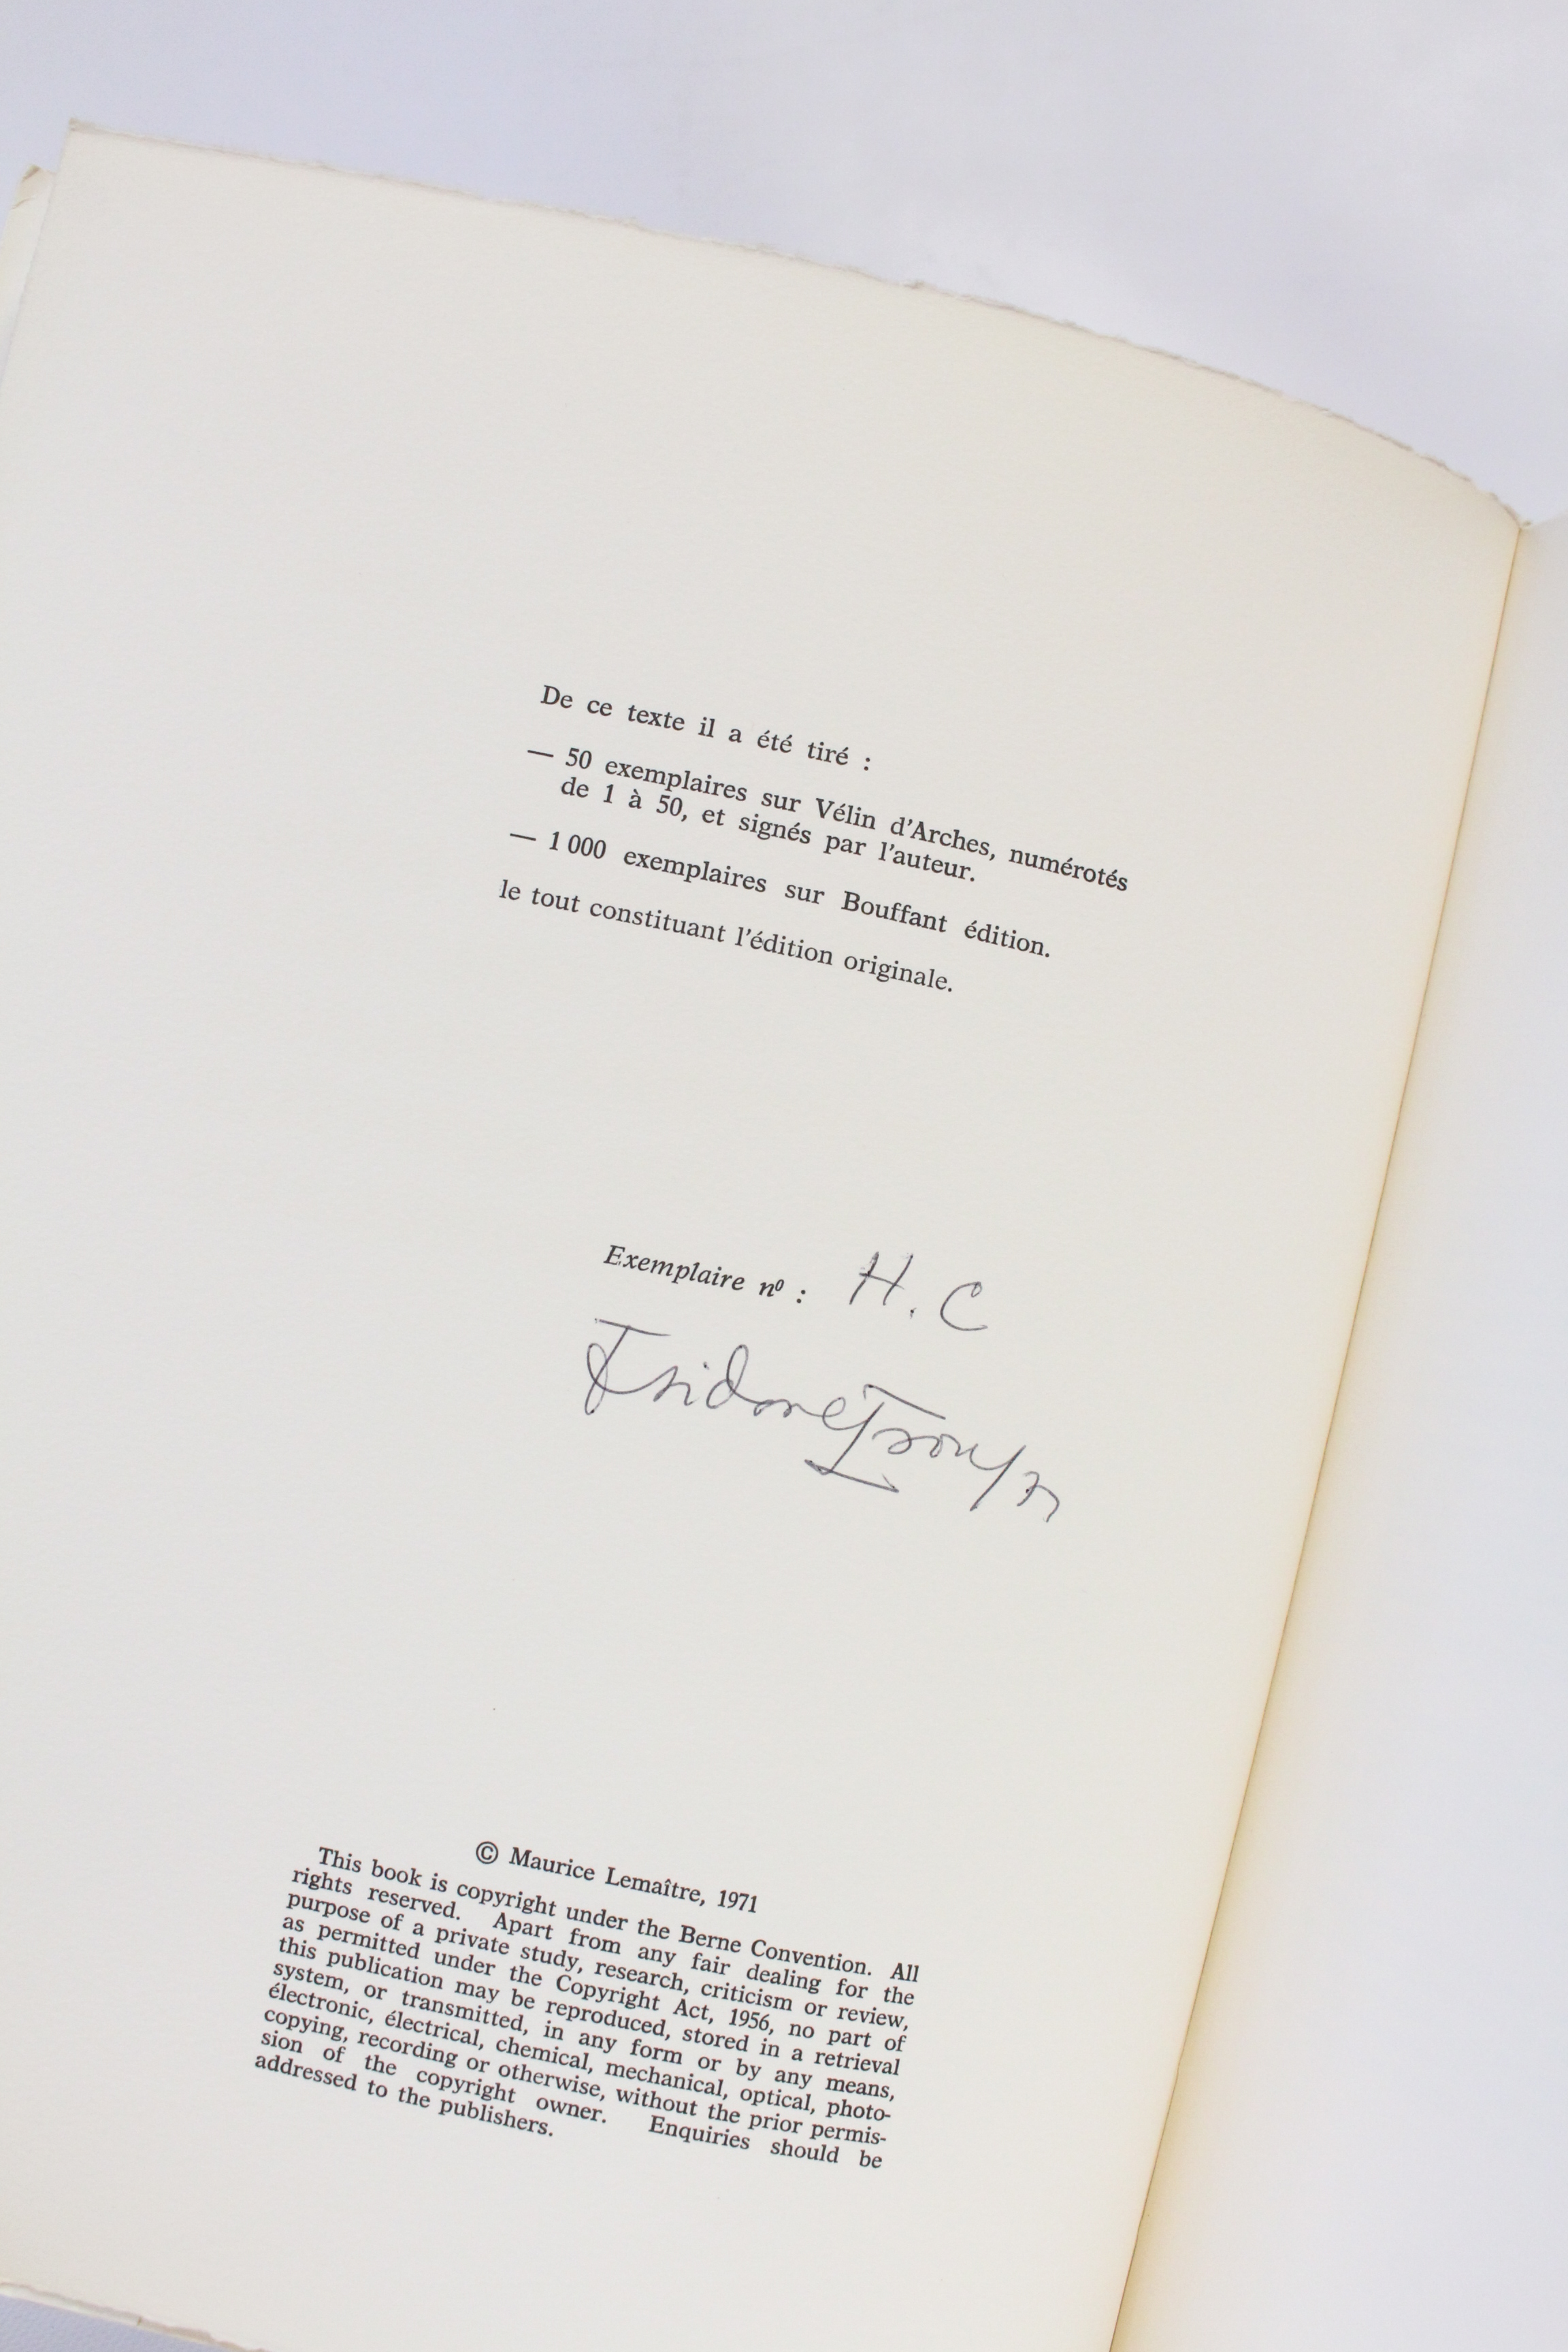 De ce texte il a été tiré :
— 50 exemplaires sur Vélin d'Arches, numérotés
de 1 à 50, et signés par l'auteur.
— 1 000 exemplaires sur Bouffant édition.
le tout constituant l'édition originale.
Exemplaire nº : H. C
Isidore Isou/71
© Maurice Lemaître, 1971
This book is copyright under the Berne Convention. All
rights reserved. Apart from any fair dealing for the
purpose of a private study, research, criticism or review,
as permitted under the Copyright Act, 1956, no part of
this publication may be reproduced, stored in a retrieval
system, or transmitted, in any form or by any means,
électronic, électrical, chemical, mechanical, optical, photo-
copying, recording or otherwise, without the prior permis-
sion of the copyright owner. Enquiries should be
addressed to the publishers.